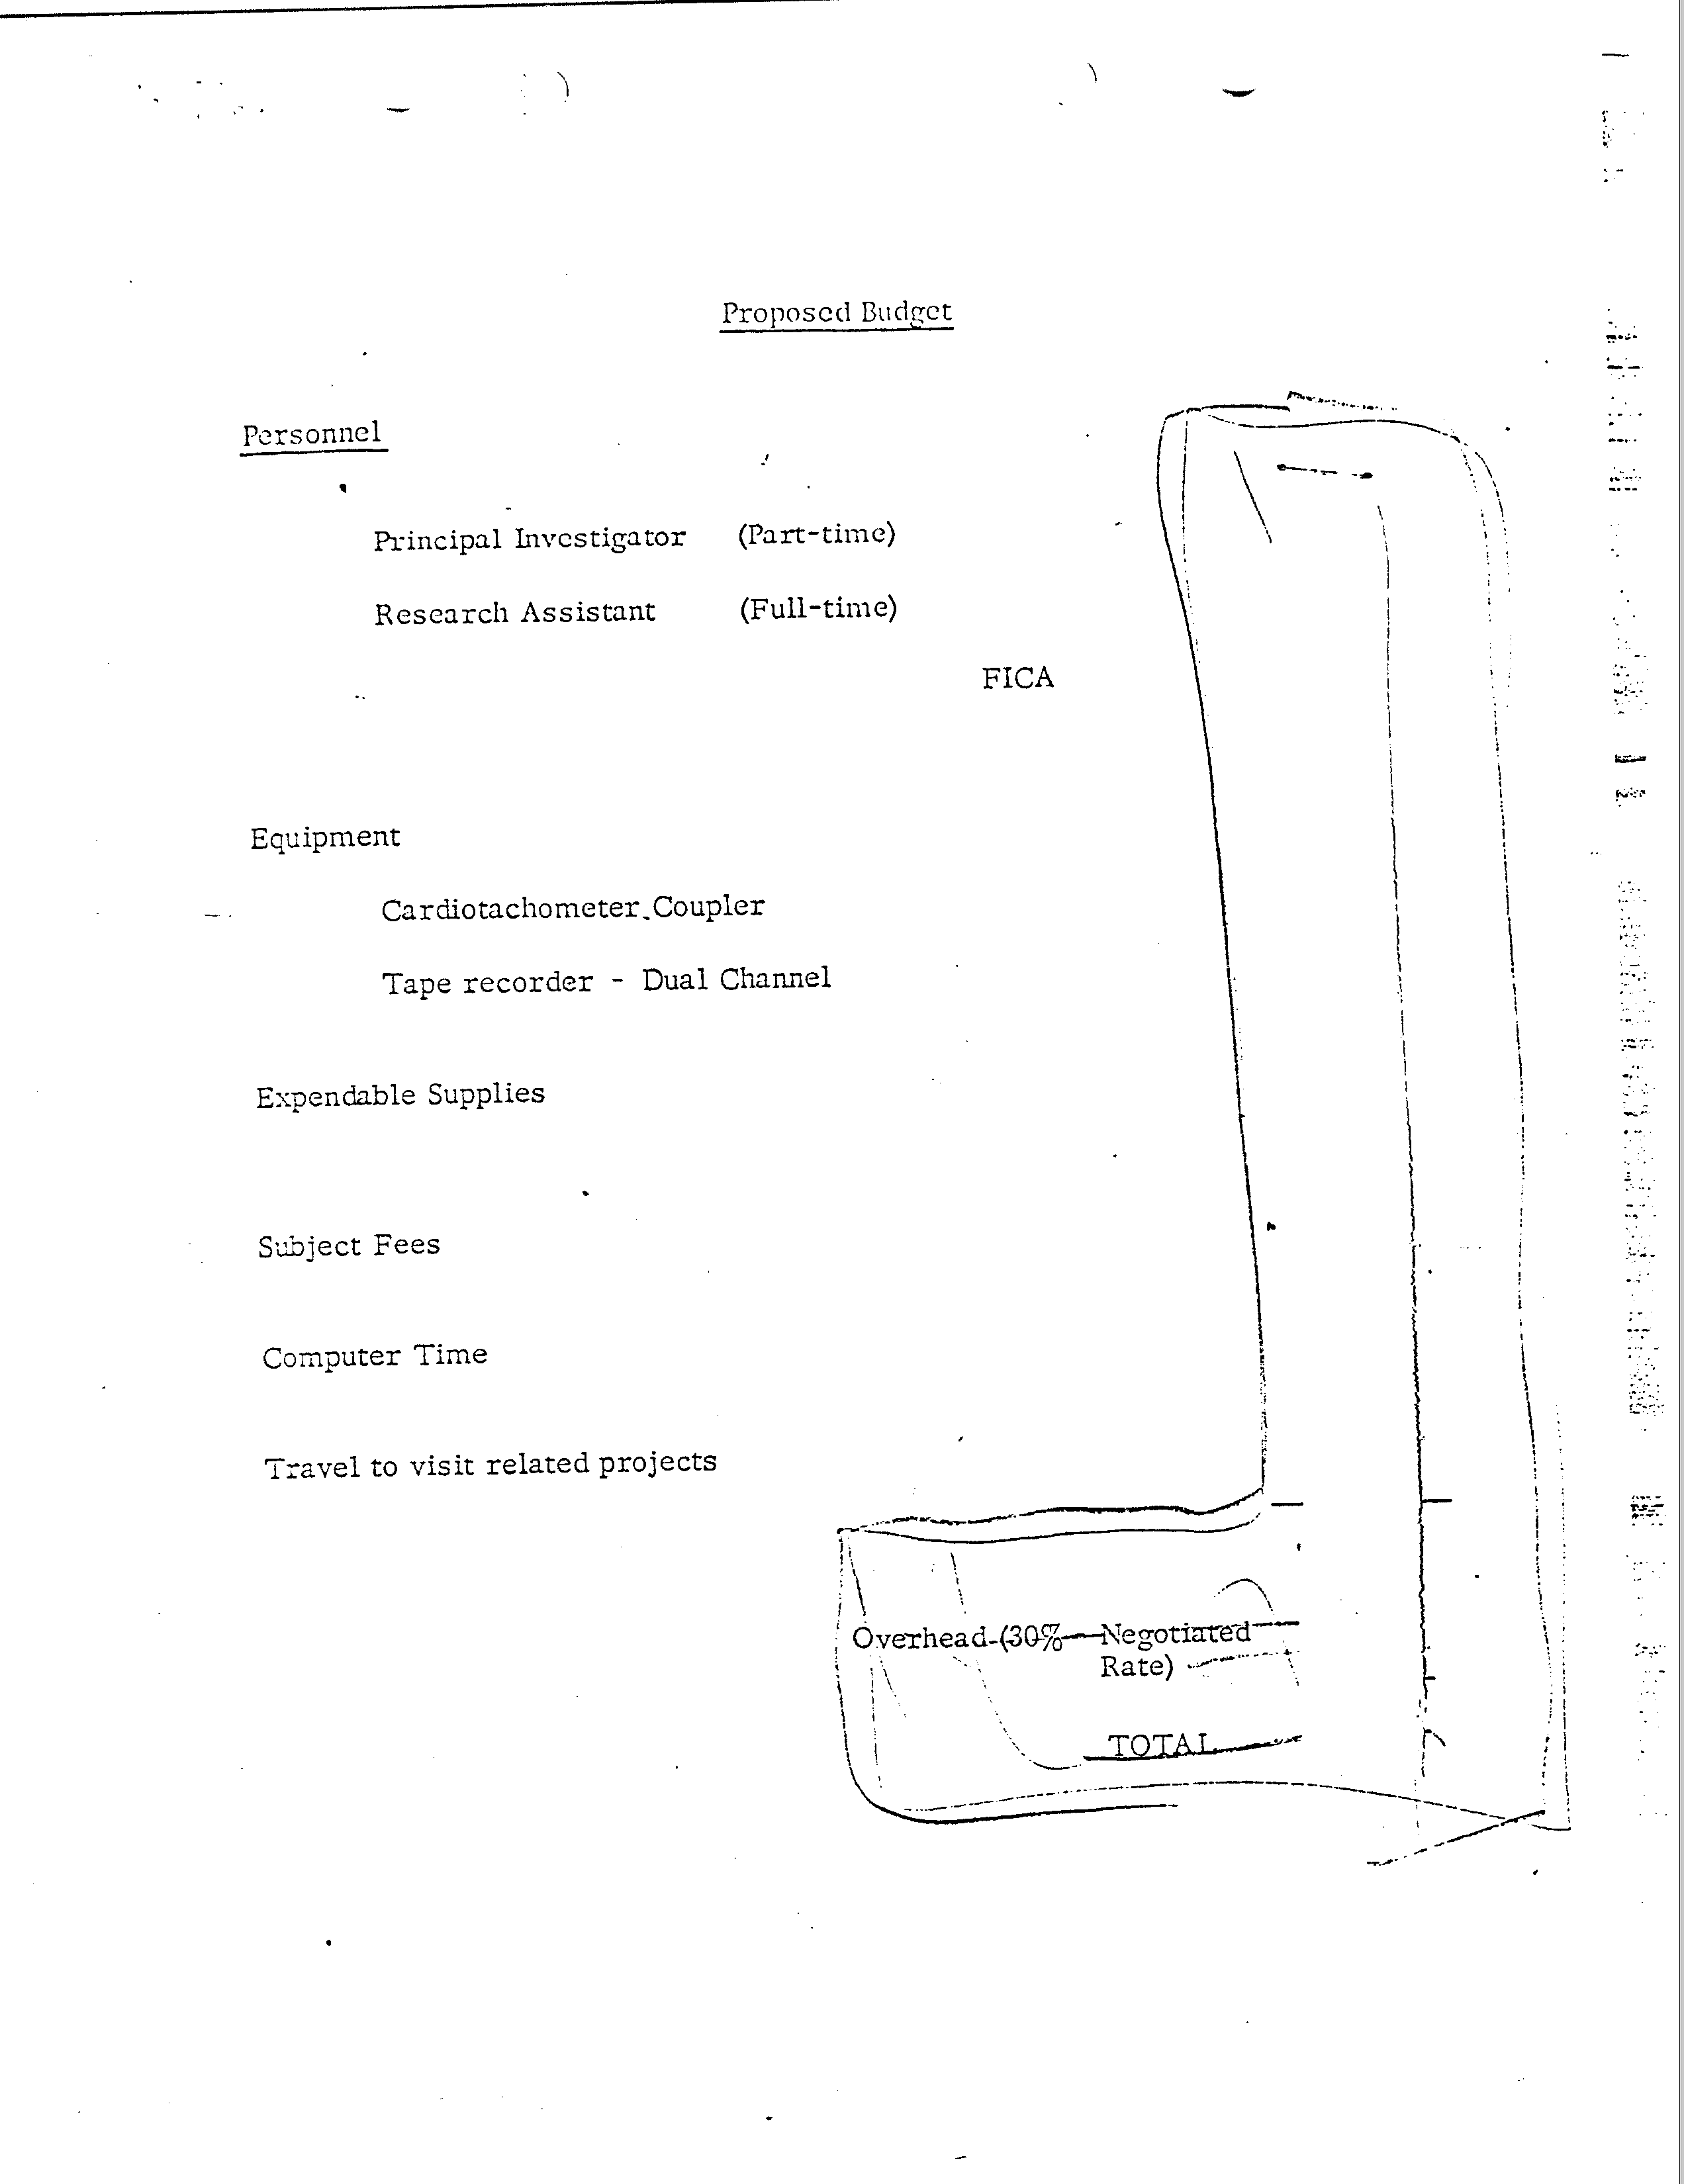 Proposed Budget
Personnel
Principal Investigator (Part-time)
Research Assistant (Full-time)
FICA
Equipment
Cardiotachometer Coupler
Tape recorder - Dual Channel
Expendable Supplies
Subject Fees
Computer Time
Travel to visit related projects
Overhead (30% Negotiated
Rate)
TOTAL